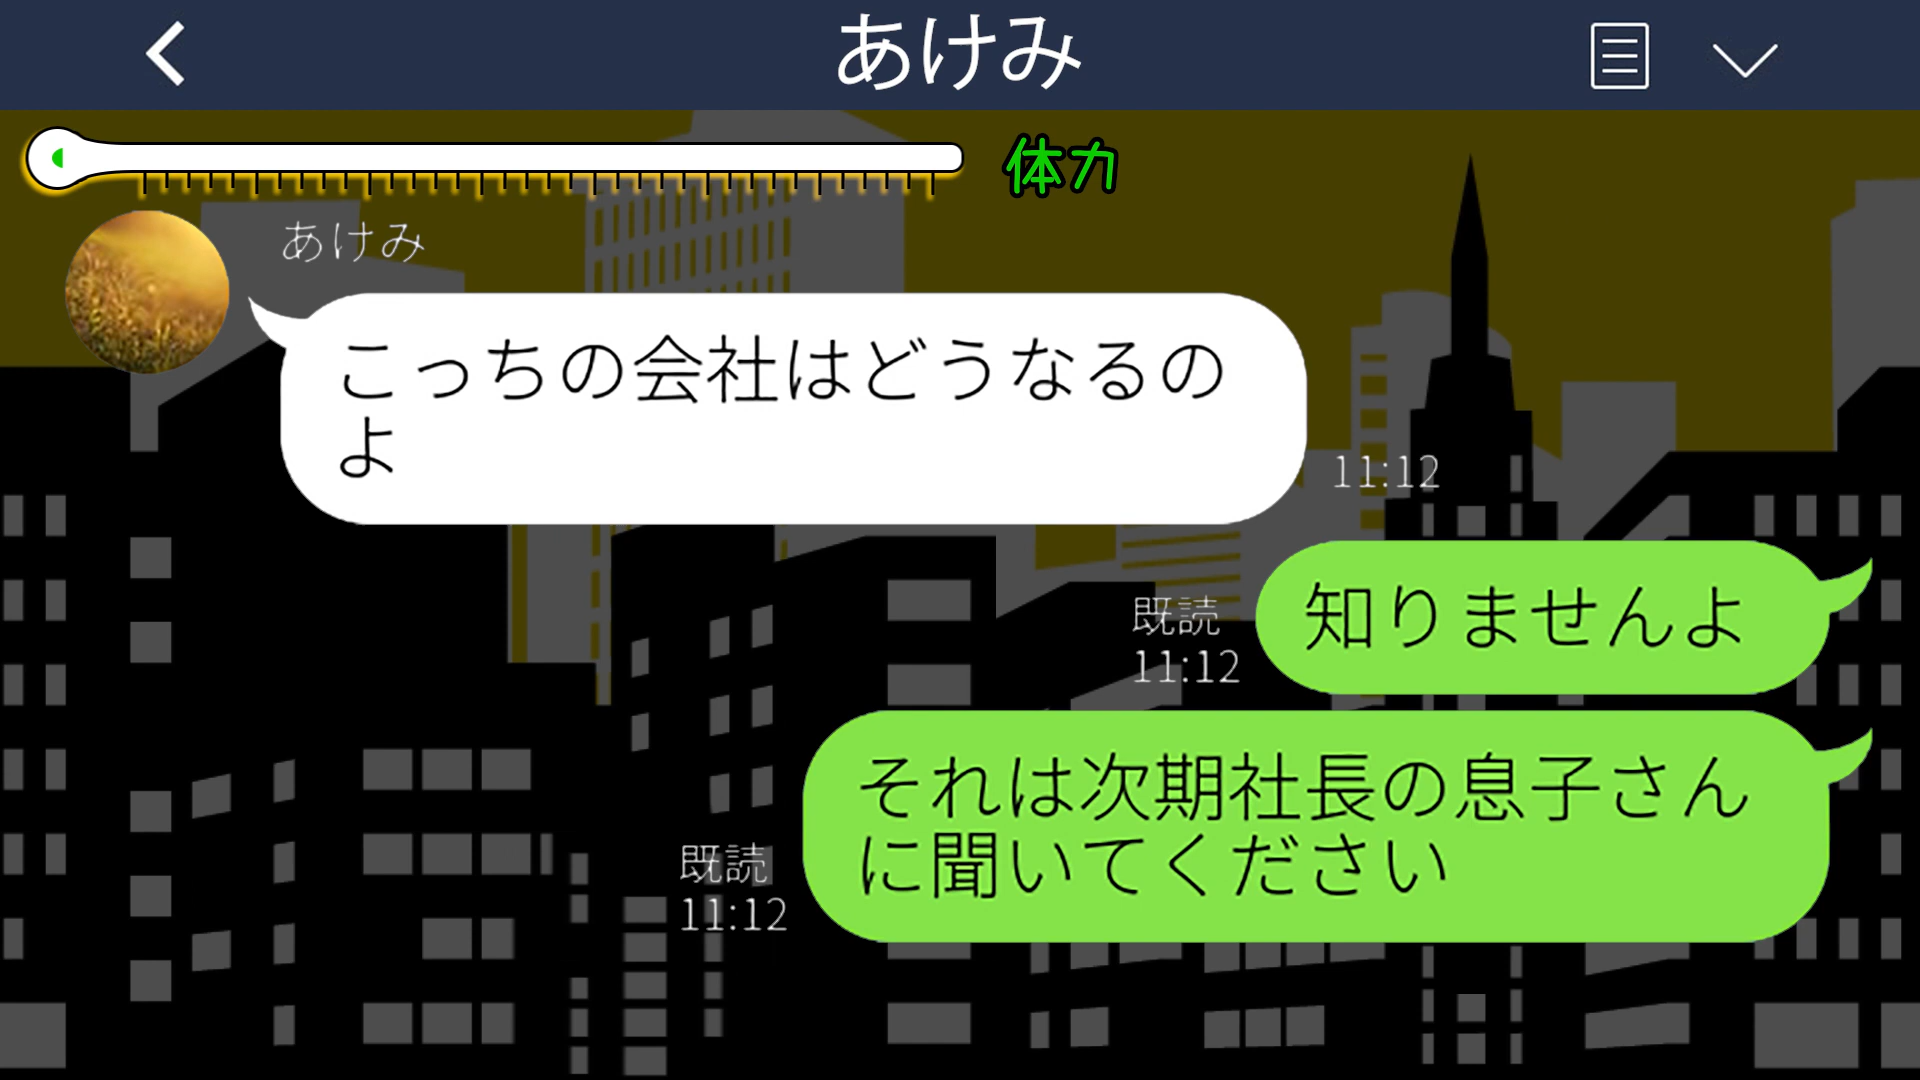 あけみ
体力
あけみ
こっちの会社はどうなるの
よ
11:12
知りませんよ
既読
11:12
それは次期社長の息子さん
に聞いてください
既読
11:12